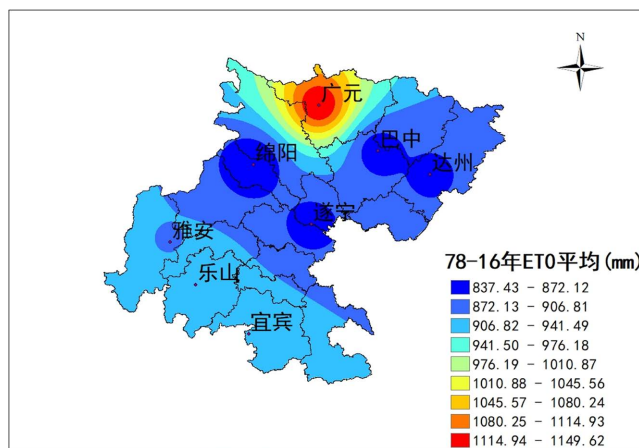 N
广元
巴中
绵阳
达州
遂宁
雅安
乐山
宜宾
78-16年ET0平均(mm)
837.43 - 872.12
872.13 - 906.81
906.82 - 941.49
941.50 - 976.18
976.19 - 1010.87
1010.88 - 1045.56
1045.57 - 1080.24
1080.25 - 1114.93
1114.94 - 1149.62